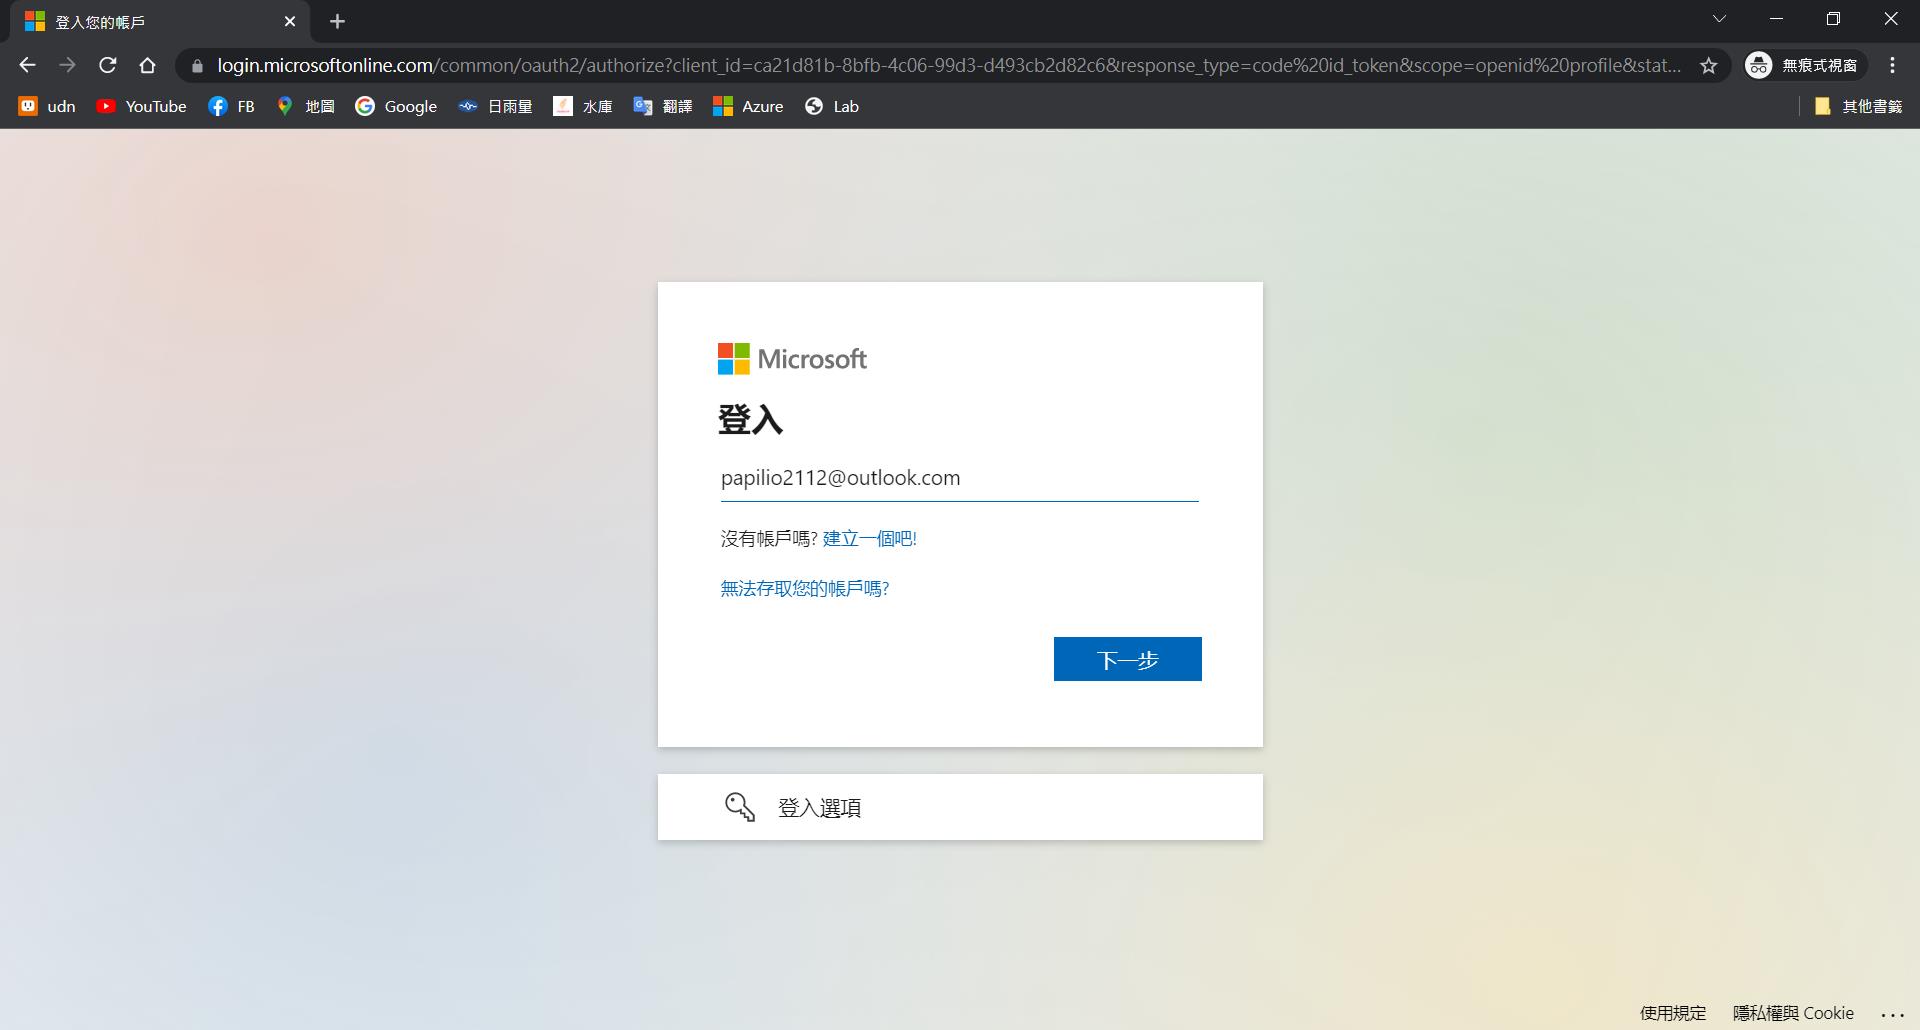 登入您的帳戶
login.microsoftonline.com/common/oauth2/authorize?client_id=ca21d81b-8bfb-4c06-99d3-d493cb2d82c6&response_type=code%20id_token&scope=openid%20profile&stat...
無痕式視窗
udn YouTube FB 地圖 Google 日雨量 水庫 翻譯 Azure Lab 其他書籤
Microsoft
登入
papilio2112@outlook.com
沒有帳戶嗎? 建立一個吧!
無法存取您的帳戶嗎?
下一步
登入選項
使用規定 隱私權與 Cookie ...